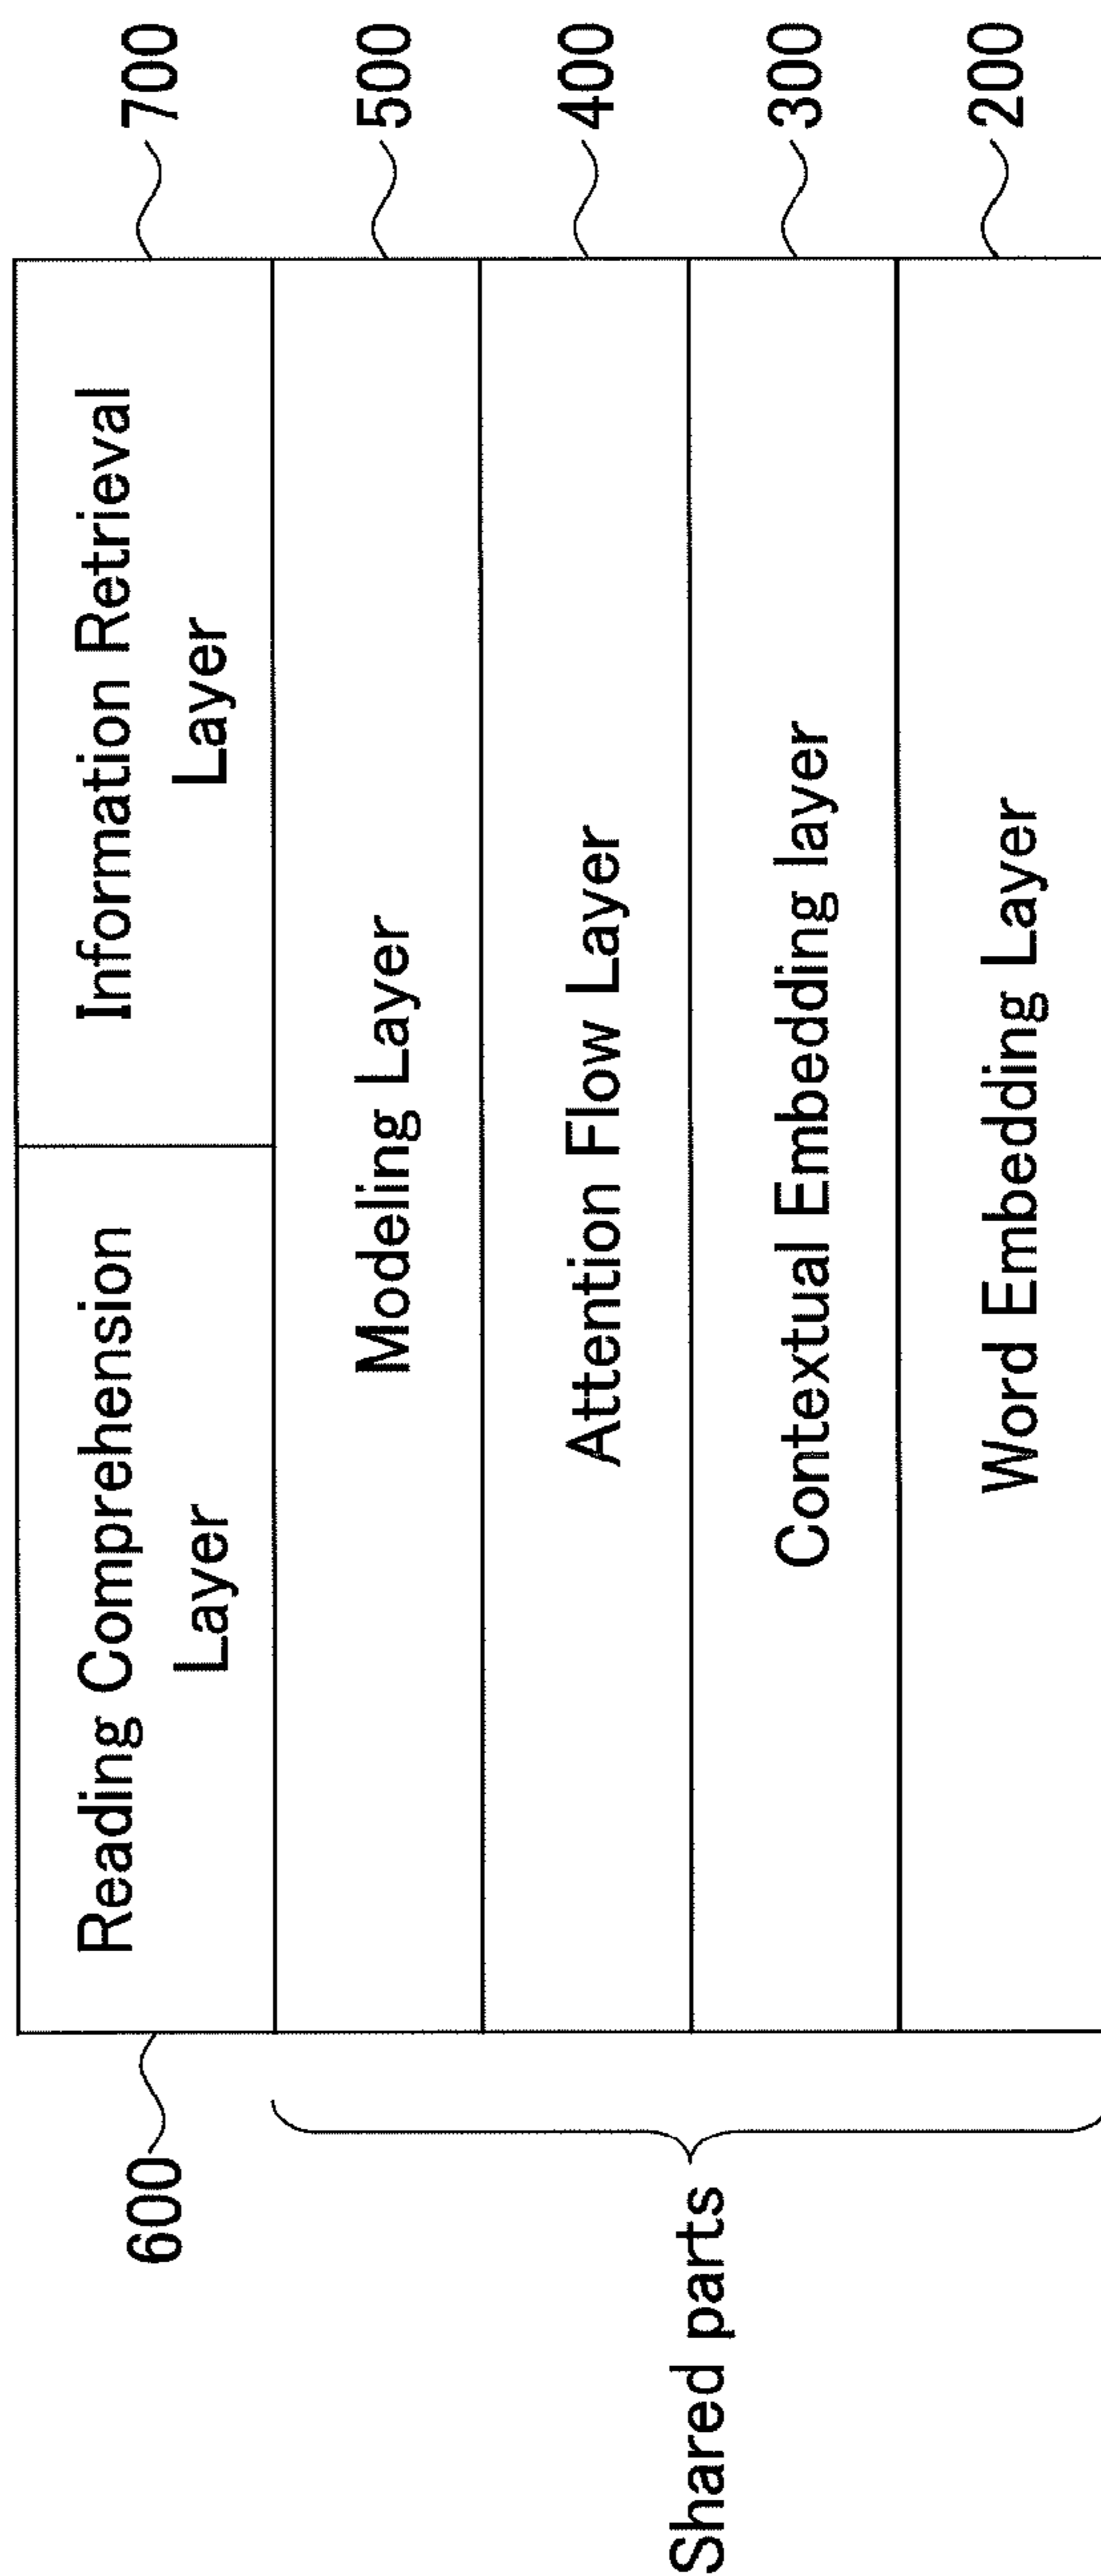 600
Reading Comprehension
Layer
Information Retrieval
Layer
700
Modeling Layer
500
Attention Flow Layer
400
Contextual Embedding layer
300
Word Embedding Layer
200
Shared parts